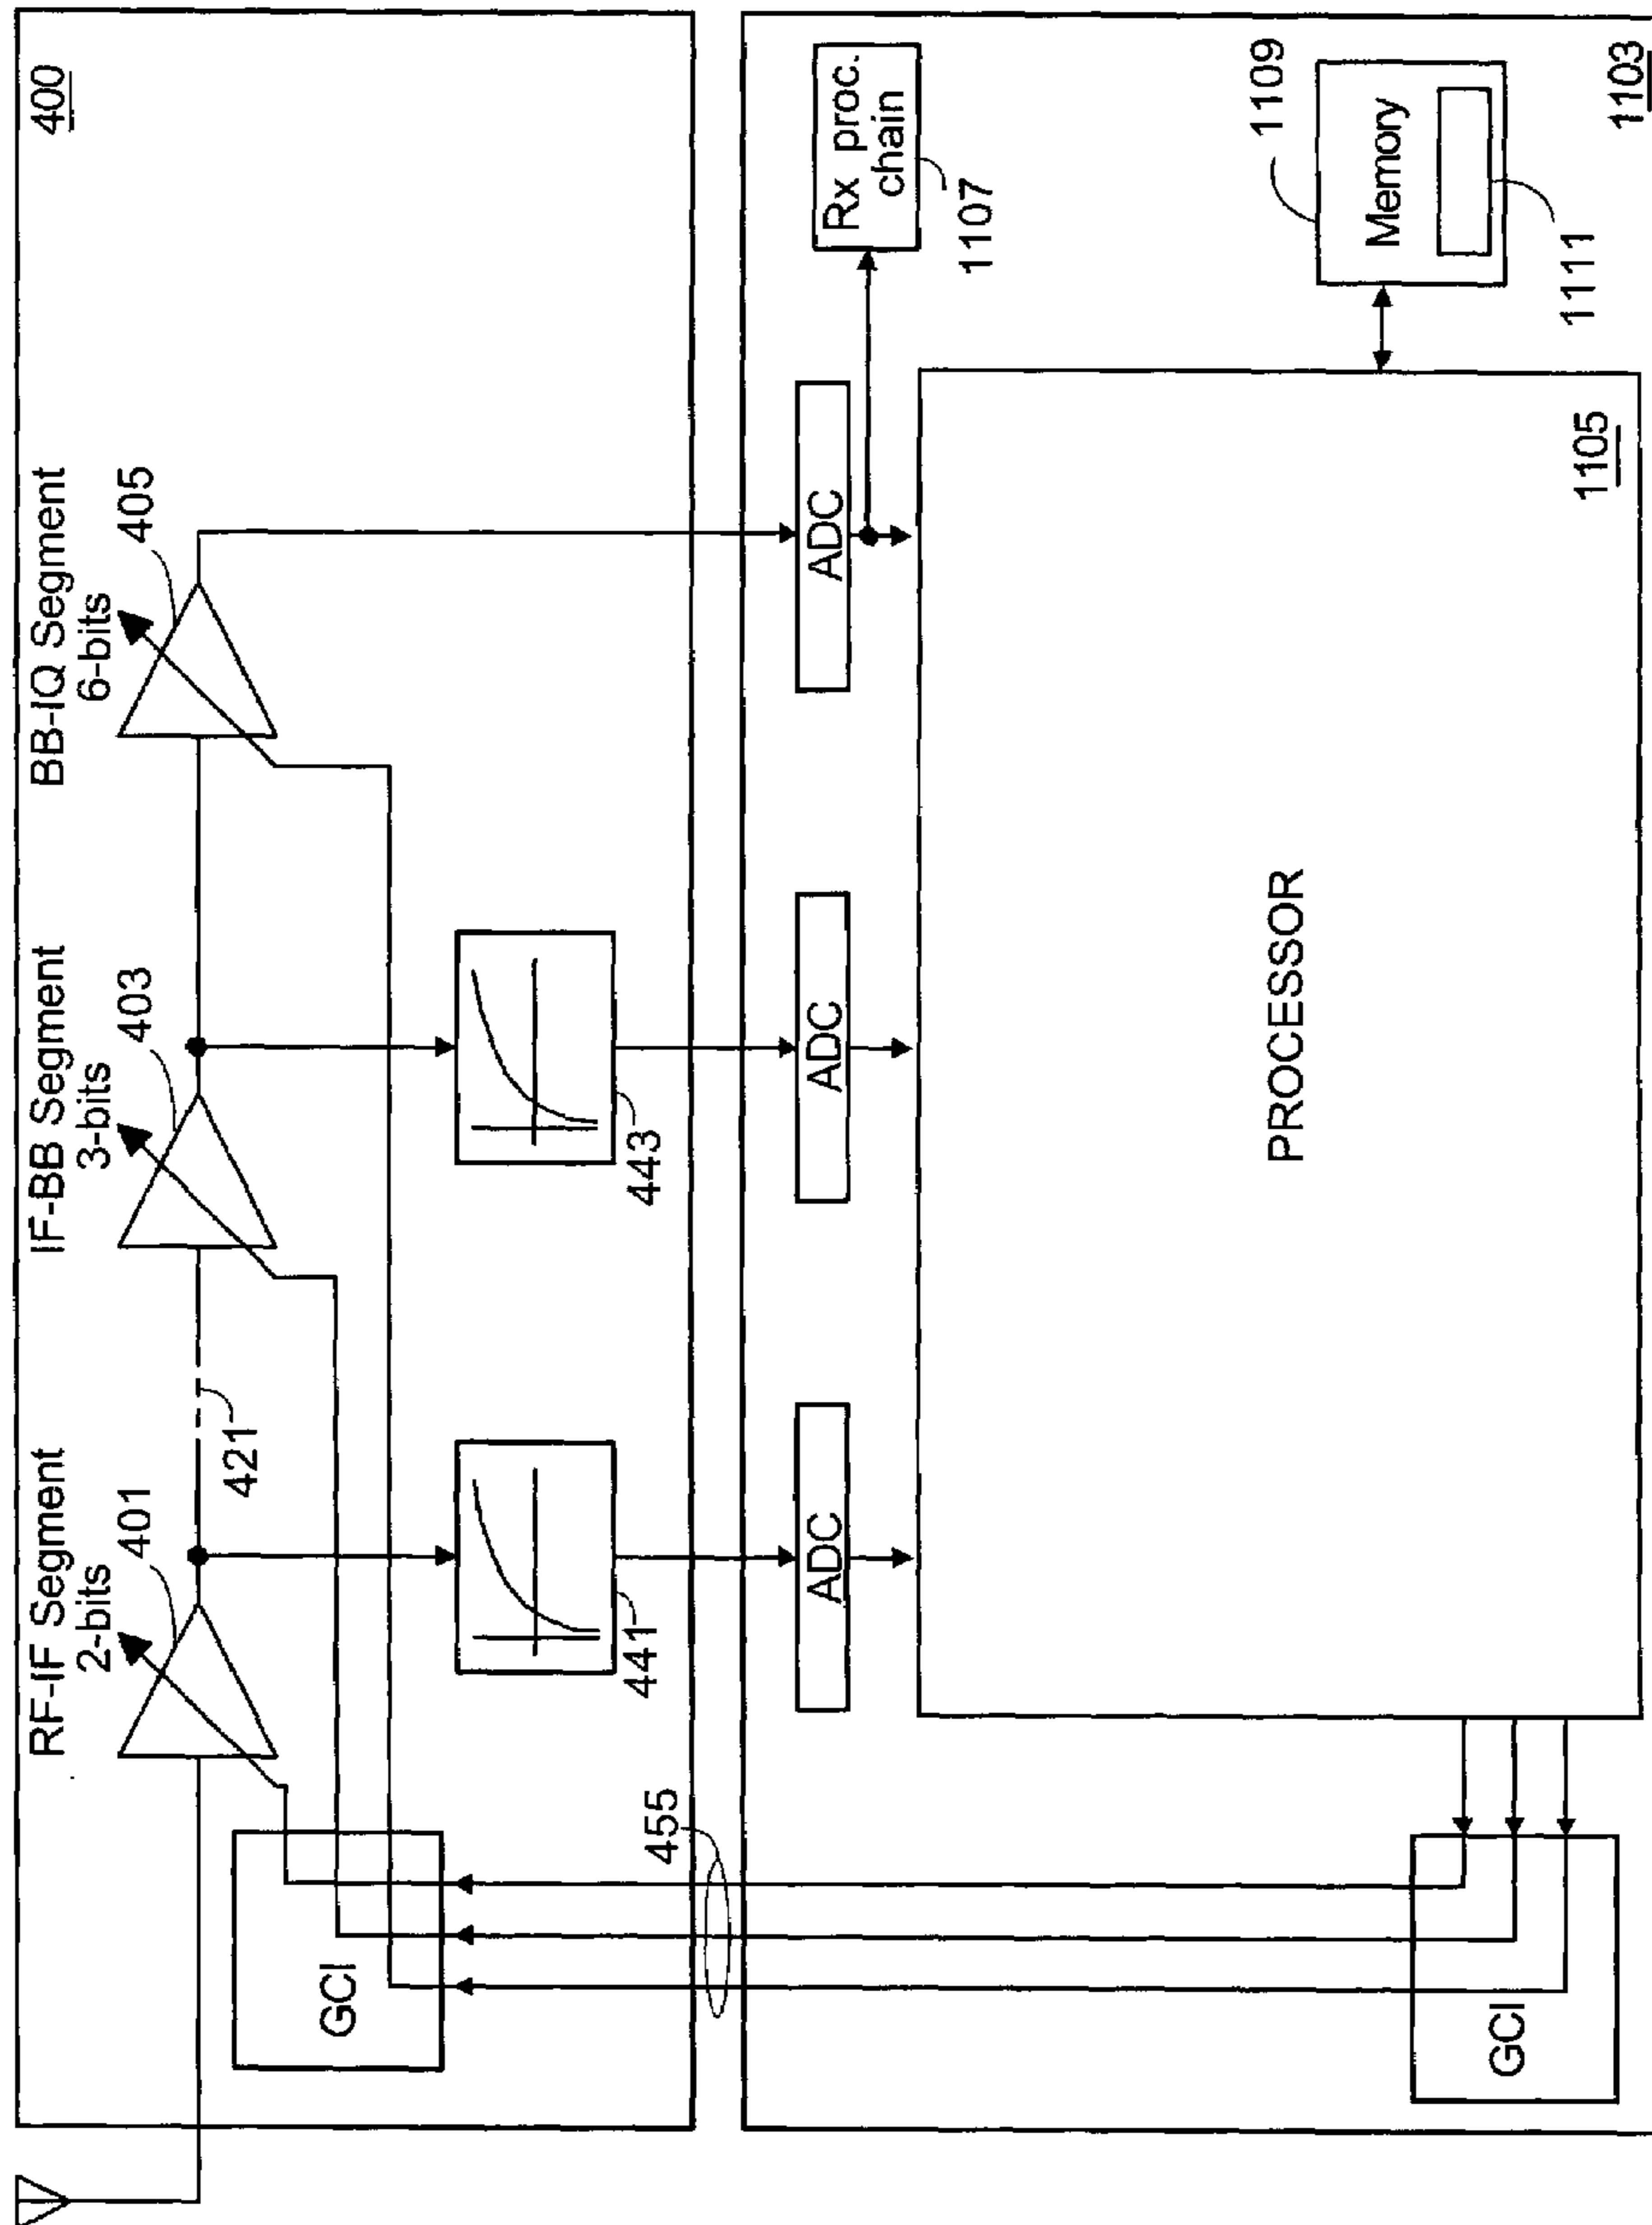 400
RF-IF Segment
2-bits
401
IF-BB Segment
3-bits
403
BB-IQ Segment
6-bits
405
421
GCI
441
443
455
ADC
ADC
ADC
Rx proc.
chain
1107
PROCESSOR
1105
Memory
1109
1111
GCI
1103